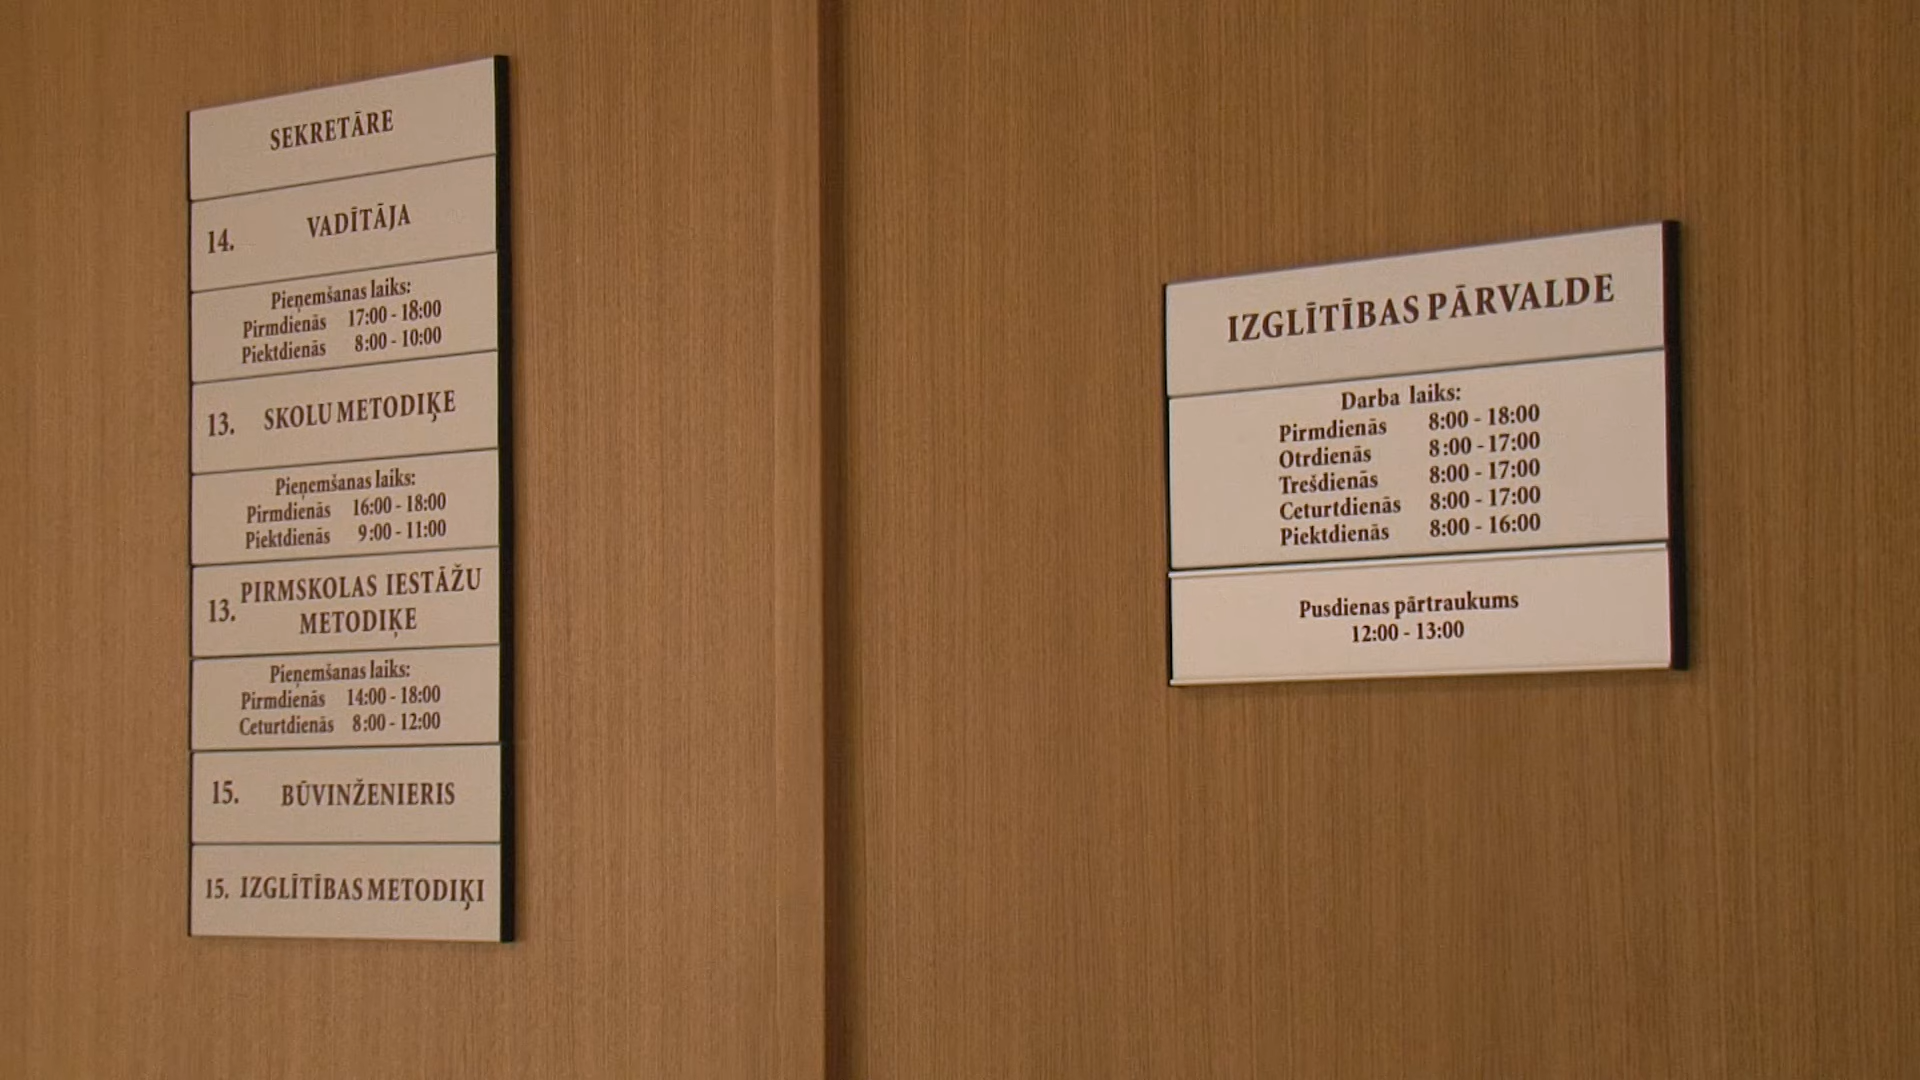 SEKRETĀRE
14. VADĪTĀJA
Pieņemšanas laiks:
Pirmdienās 17:00 - 18:00
Piektdienās 8:00 - 10:00
13. SKOLU METODIĶE
Pieņemšanas laiks:
Pirmdienās 16:00 - 18:00
Piektdienās 9:00 - 11:00
13. PIRMSKOLAS IESTĀŽU
METODIĶE
Pieņemšanas laiks:
Pirmdienās 14:00 - 18:00
Ceturtdienās 8:00 - 12:00
15. BŪVINŽENIERIS
15. IZGLĪTĪBAS METODIĶI
IZGLĪTĪBAS PĀRVALDE
Darba laiks:
Pirmdienās 8:00 - 18:00
Otrdienās 8:00 - 17:00
Trešdienās 8:00 - 17:00
Ceturtdienās 8:00 - 17:00
Piektdienās 8:00 - 16:00
Pusdienas pārtraukums
12:00 - 13:00